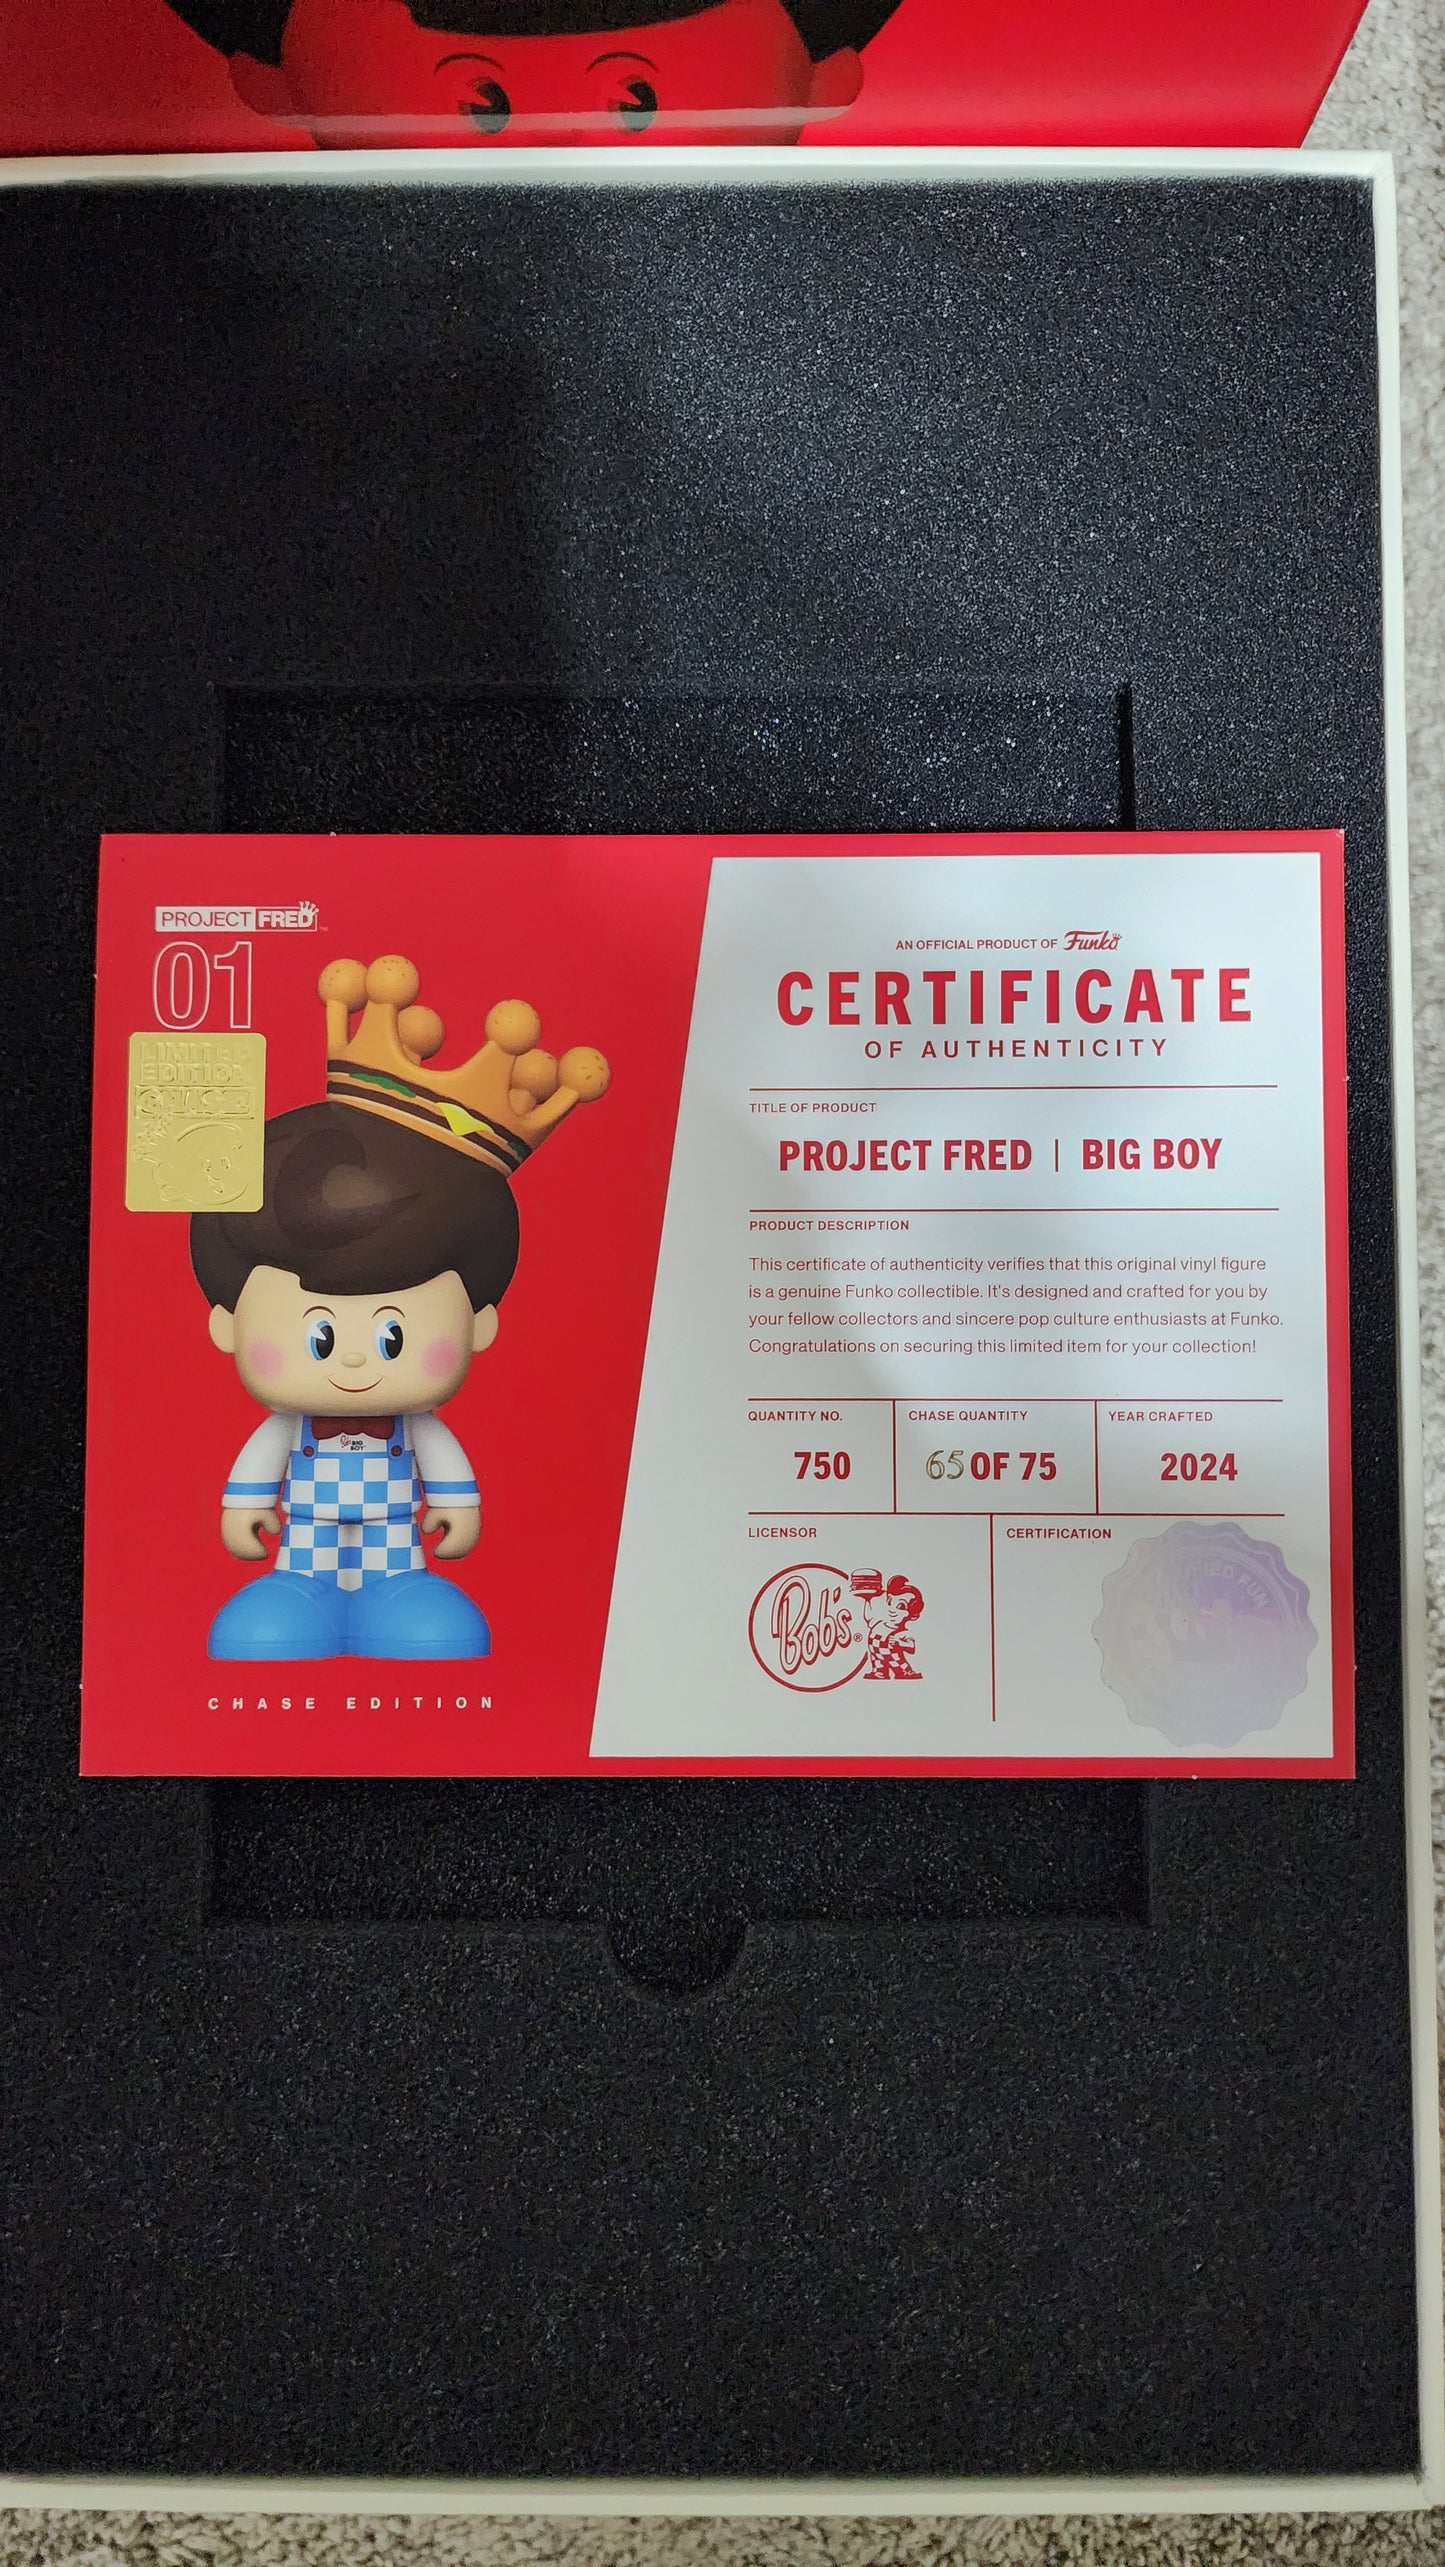 PROJECT FRED
01
LIMITED
EDITION
CHASE
BIG
BOY
CHASE EDITION
AN OFFICIAL PRODUCT OF Funko
CERTIFICATE
OF AUTHENTICITY
TITLE OF PRODUCT
PROJECT FRED | BIG BOY
PRODUCT DESCRIPTION
This certificate of authenticity verifies that this original vinyl figure
is a genuine Funko collectible. It's designed and crafted for you by
your fellow collectors and sincere pop culture enthusiasts at Funko.
Congratulations on securing this limited item for your collection!
QUANTITY NO.
750
CHASE QUANTITY
65 OF 75
YEAR CRAFTED
2024
LICENSOR
Bob's®
CERTIFICATION
FUN